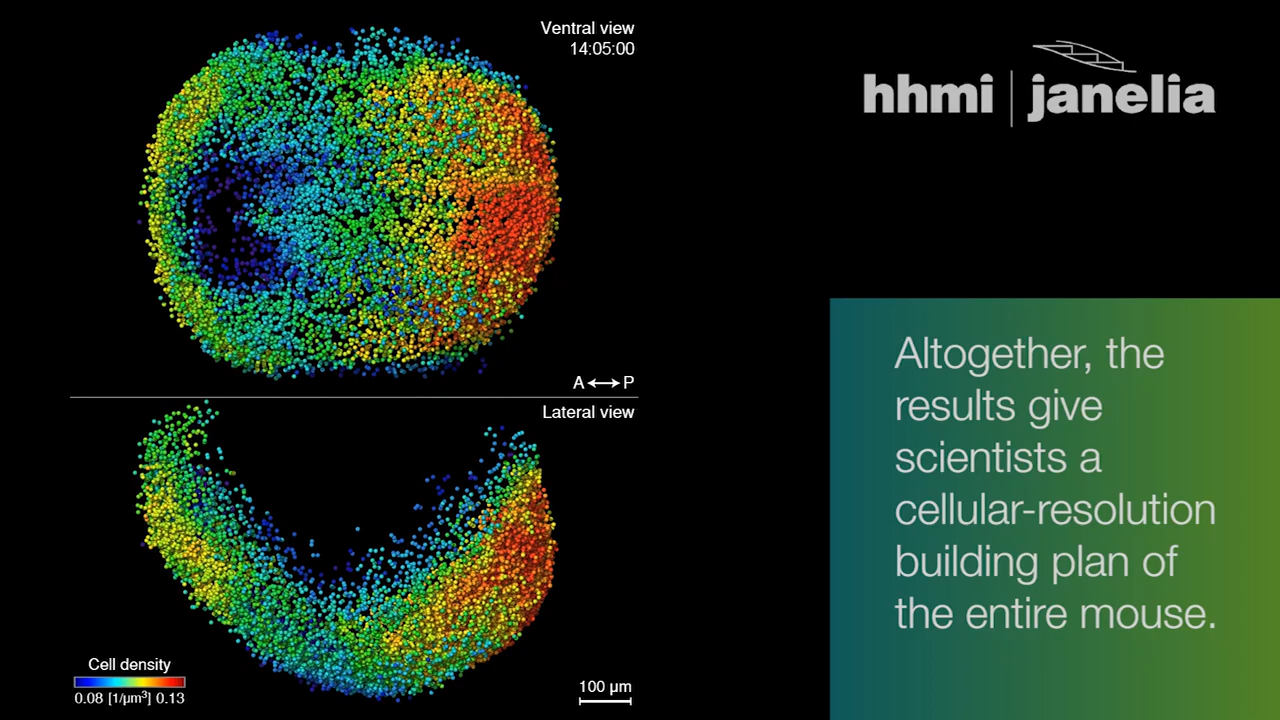 Ventral view
14:05:00
hhmi | janelia
A ⟷ P
Lateral view
Altogether, the
results give
scientists a
cellular-resolution
building plan of
the entire mouse.
Cell density
0.08 [1/μm³] 0.13
100 μm